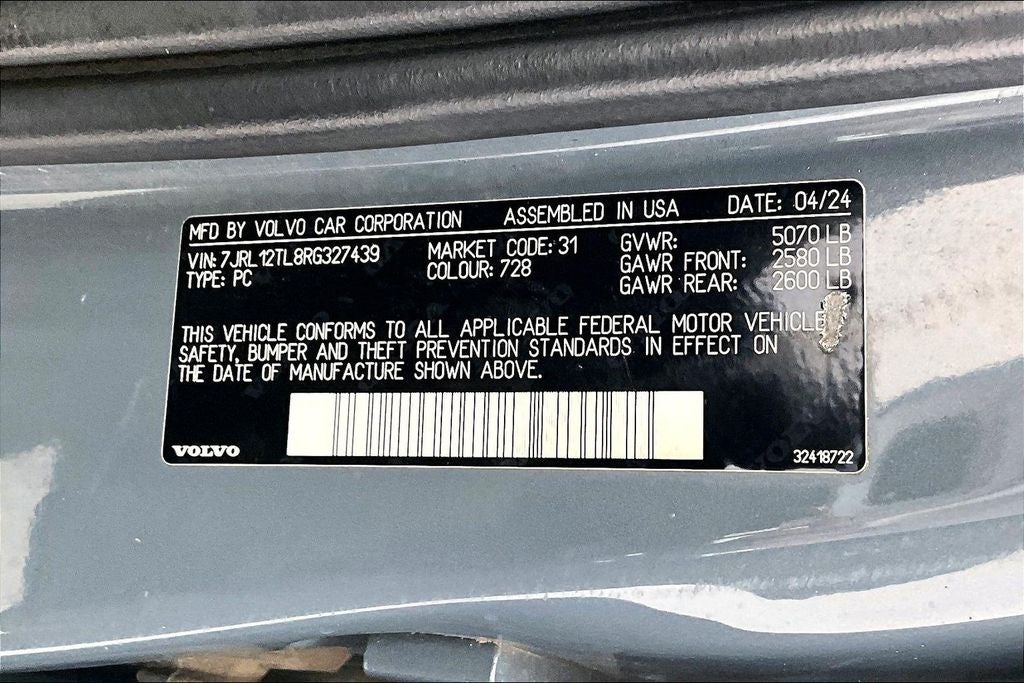 MFD BY VOLVO CAR CORPORATION ASSEMBLED IN USA DATE: 04/24
VIN: 7JRL12TL8RG327439 MARKET CODE: 31 GVWR: 5070 LB
TYPE: PC COLOUR: 728 GAWR FRONT: 2580 LB
GAWR REAR: 2600 LB
THIS VEHICLE CONFORMS TO ALL APPLICABLE FEDERAL MOTOR VEHICLE
SAFETY, BUMPER AND THEFT PREVENTION STANDARDS IN EFFECT ON
THE DATE OF MANUFACTURE SHOWN ABOVE.
VOLVO 32418722